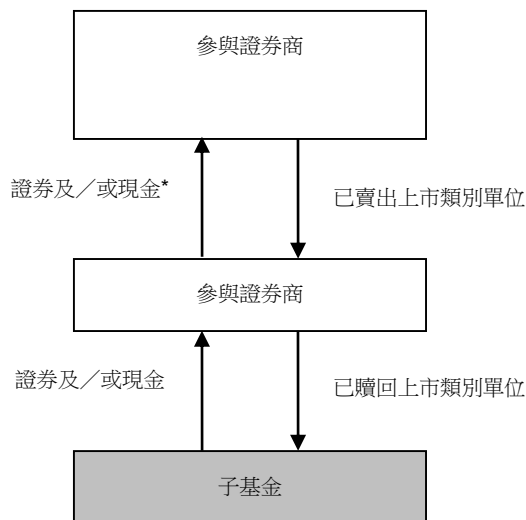 參與證券商
證券及／或現金*
已賣出上市類別單位
參與證券商
證券及／或現金
已贖回上市類別單位
子基金